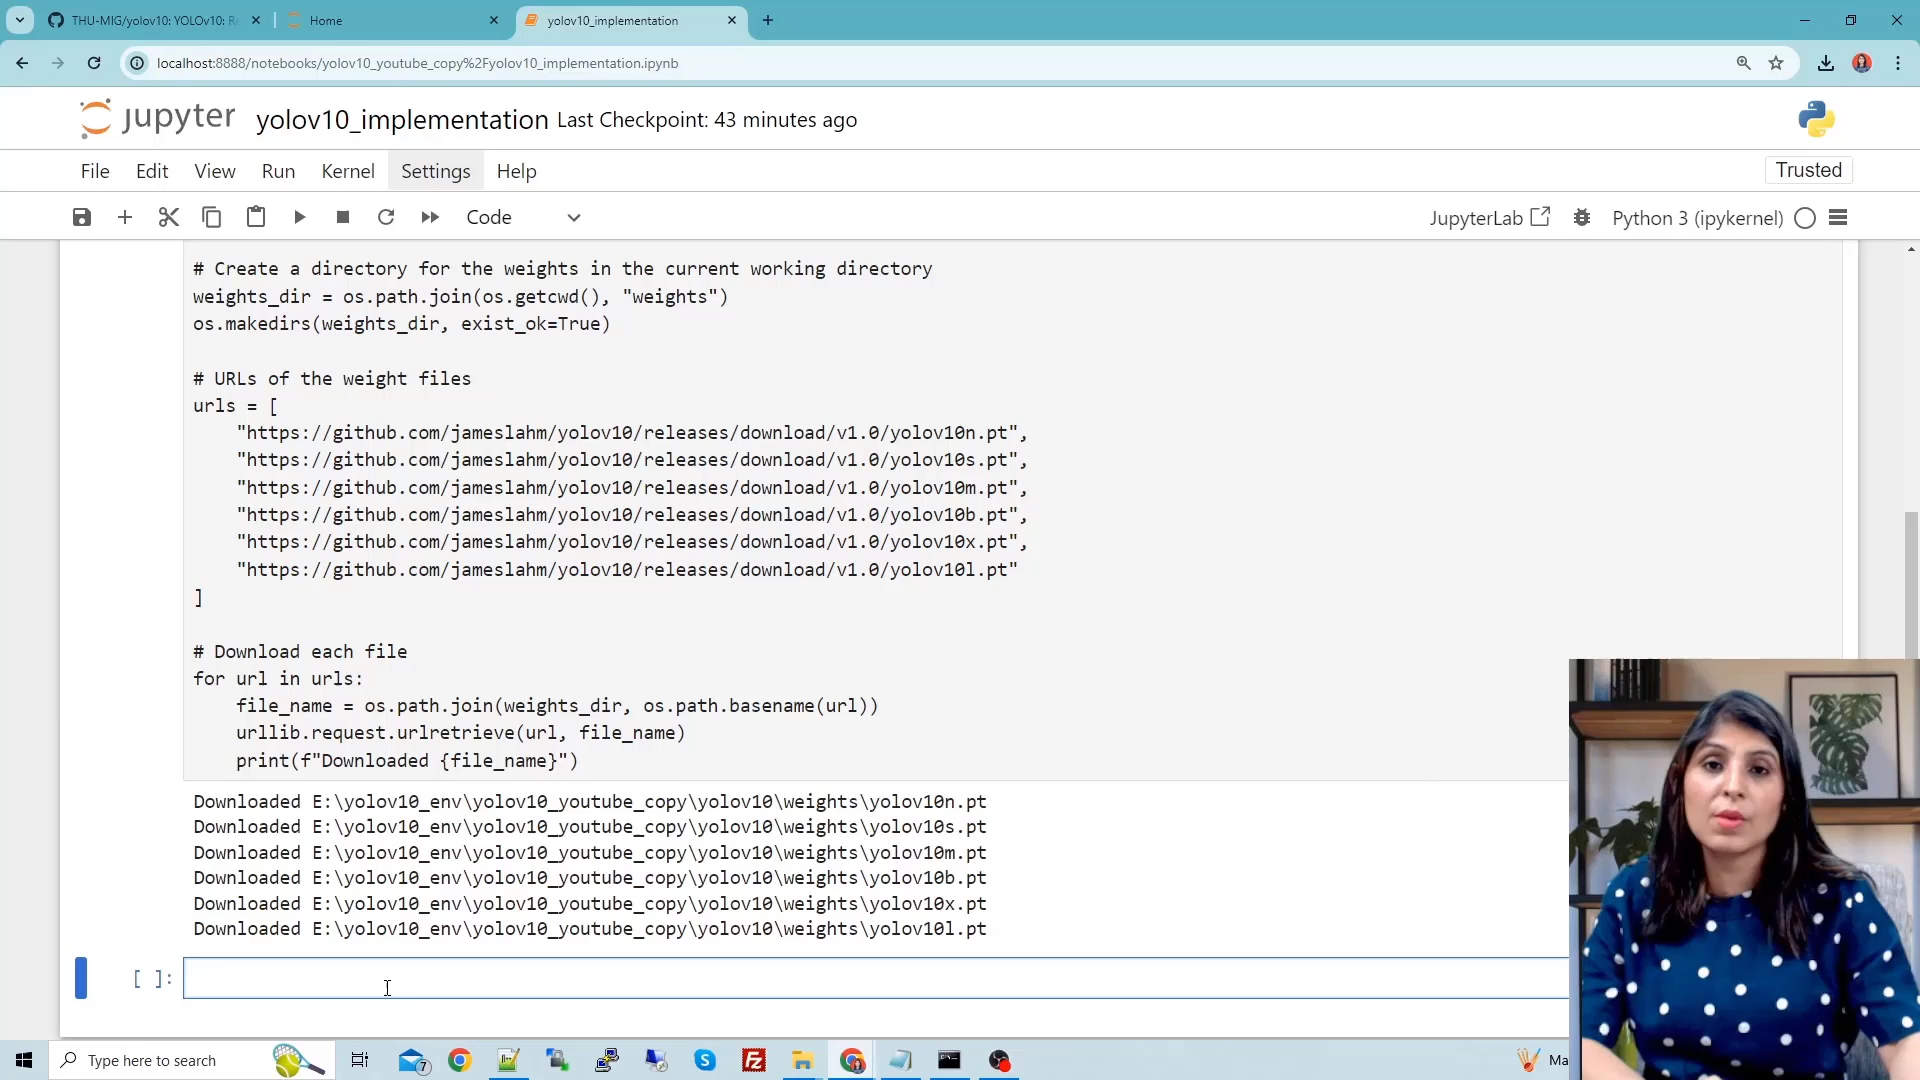 THU-MIG/yolov10: YOLOv10: Re
Home
yolov10_implementation
localhost:8888/notebooks/yolov10_youtube_copy%2Fyolov10_implementation.ipynb
jupyter yolov10_implementation Last Checkpoint: 43 minutes ago
File Edit View Run Kernel Settings Help Trusted
Code JupyterLab Python 3 (ipykernel)
# Create a directory for the weights in the current working directory
weights_dir = os.path.join(os.getcwd(), "weights")
os.makedirs(weights_dir, exist_ok=True)
# URLs of the weight files
urls = [
"https://github.com/jameslahm/yolov10/releases/download/v1.0/yolov10n.pt",
"https://github.com/jameslahm/yolov10/releases/download/v1.0/yolov10s.pt",
"https://github.com/jameslahm/yolov10/releases/download/v1.0/yolov10m.pt",
"https://github.com/jameslahm/yolov10/releases/download/v1.0/yolov10b.pt",
"https://github.com/jameslahm/yolov10/releases/download/v1.0/yolov10x.pt",
"https://github.com/jameslahm/yolov10/releases/download/v1.0/yolov10l.pt"
]
# Download each file
for url in urls:
file_name = os.path.join(weights_dir, os.path.basename(url))
urllib.request.urlretrieve(url, file_name)
print(f"Downloaded {file_name}")
Downloaded E:\yolov10_env\yolov10_youtube_copy\yolov10\weights\yolov10n.pt
Downloaded E:\yolov10_env\yolov10_youtube_copy\yolov10\weights\yolov10s.pt
Downloaded E:\yolov10_env\yolov10_youtube_copy\yolov10\weights\yolov10m.pt
Downloaded E:\yolov10_env\yolov10_youtube_copy\yolov10\weights\yolov10b.pt
Downloaded E:\yolov10_env\yolov10_youtube_copy\yolov10\weights\yolov10x.pt
Downloaded E:\yolov10_env\yolov10_youtube_copy\yolov10\weights\yolov10l.pt
[ ]:
Type here to search 7 Ma